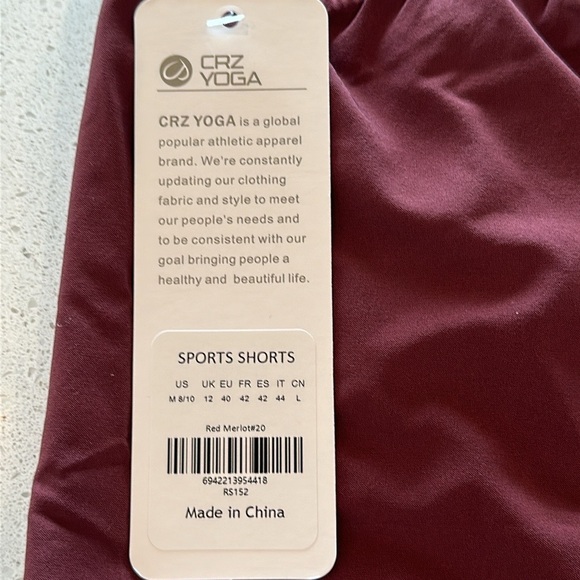 CRZ
YOGA
CRZ YOGA is a global
popular athletic apparel
brand. We're constantly
updating our clothing
fabric and style to meet
our people's needs and
to be consistent with our
goal bringing people a
healthy and beautiful life.
SPORTS SHORTS
US UK EU FR ES IT CN
M 8/10 12 40 42 42 44 L
Red Merlot#20
6942213954418
RS152
Made in China